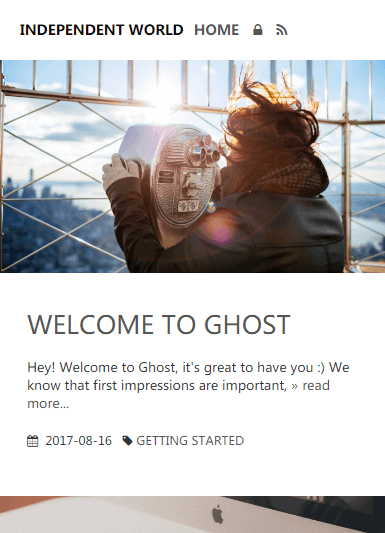 INDEPENDENT WORLD HOME
WELCOME TO GHOST
Hey! Welcome to Ghost, it's great to have you :) We
know that first impressions are important, » read
more...
2017-08-16 GETTING STARTED